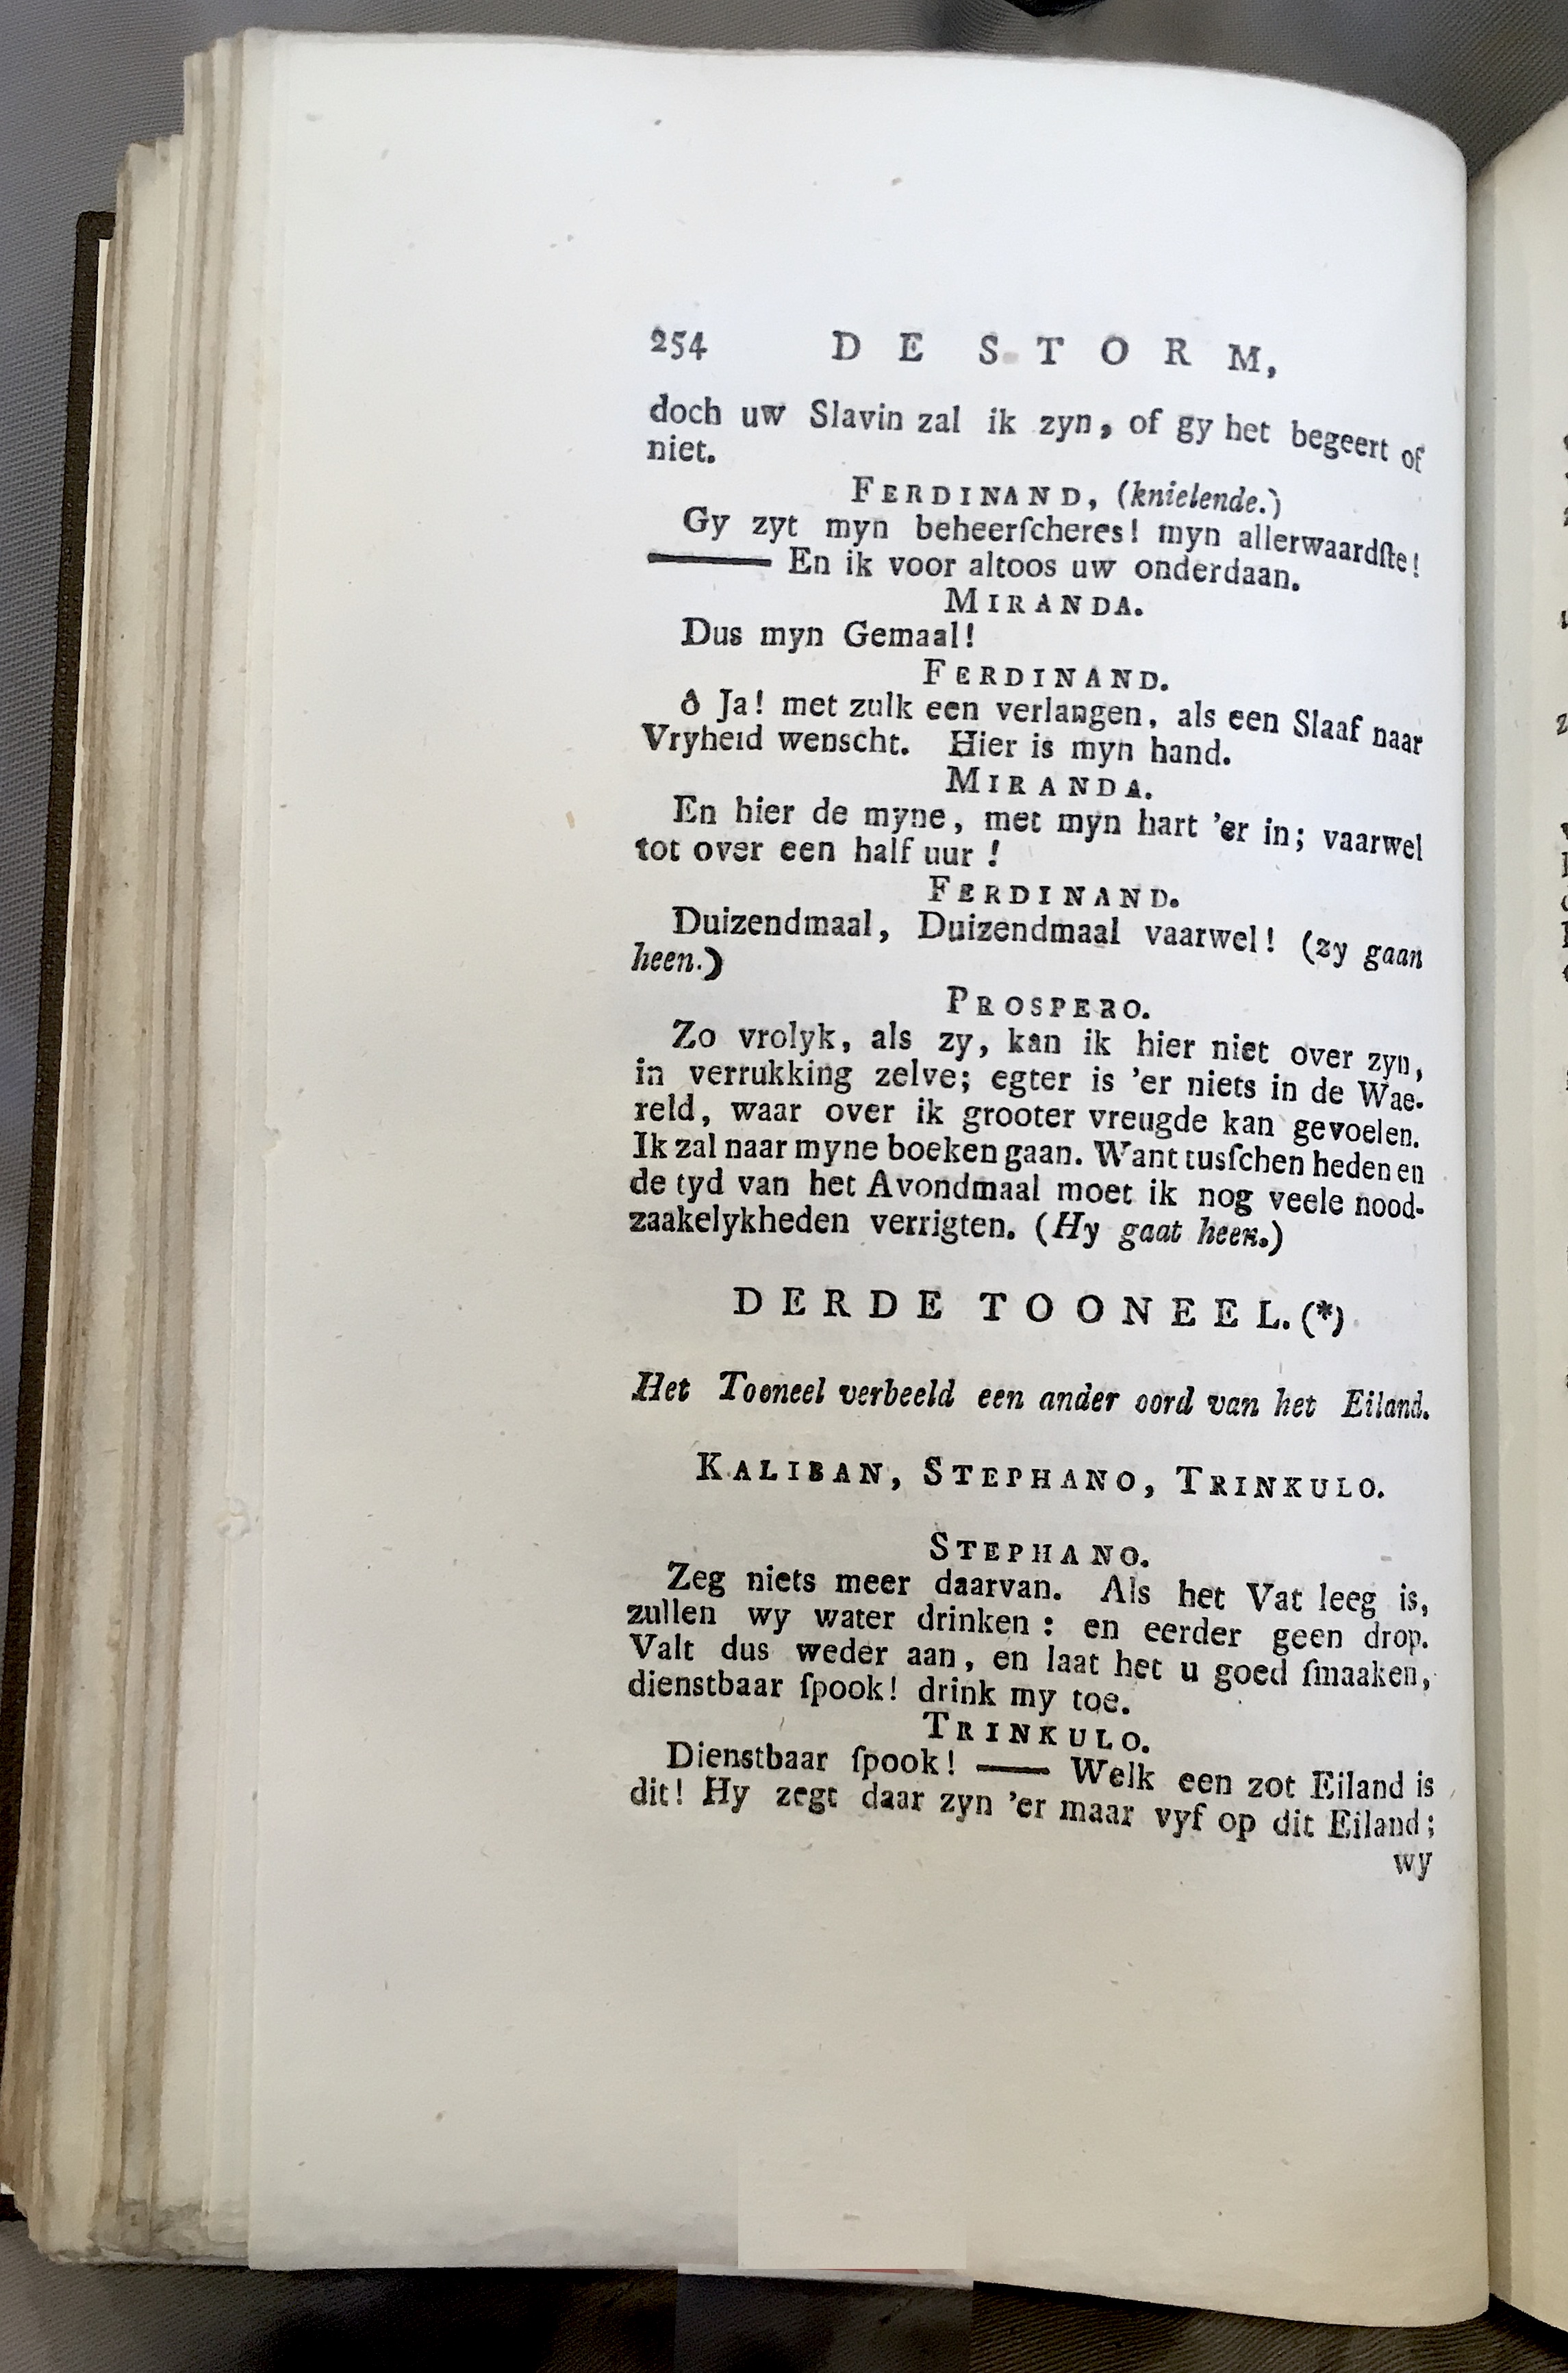 254 DE STORM,
doch uw Slavin zal ik zyn, of gy het begeert of
niet.
FERDINAND, (knielende.)
Gy zyt myn beheerſcheres! myn allerwaardſte!
——— En ik voor altoos uw onderdaan.
MIRANDA.
Dus myn Gemaal!
FERDINAND.
ô Ja! met zulk een verlangen, als een Slaaf naar
Vryheid wenscht. Hier is myn hand.
MIRANDA.
En hier de myne, met myn hart 'er in; vaarwel
tot over een half uur !
FERDINAND.
Duizendmaal, Duizendmaal vaarwel! (zy gaan
heen.)
PROSPERO.
Zo vrolyk, als zy, kan ik hier niet over zyn,
in verrukking zelve; egter is 'er niets in de Wae-
reld, waar over ik grooter vreugde kan gevoelen.
Ik zal naar myne boeken gaan. Want tusſchen heden en
de tyd van het Avondmaal moet ik nog veele nood-
zaakelykheden verrigten. (Hy gaat heen.)
DERDE TOONEEL. (*)
Het Tooneel verbeeld een ander oord van het Eiland.
KALIBAN, STEPHANO, TRINKULO.
STEPHANO.
Zeg niets meer daarvan. Als het Vat leeg is,
zullen wy water drinken : en eerder geen drop.
Valt dus weder aan, en laat het u goed ſmaaken,
dienstbaar ſpook! drink my toe.
TRINKULO.
Dienstbaar ſpook! —— Welk een zot Eiland is
dit! Hy zegt daar zyn 'er maar vyf op dit Eiland;
wy